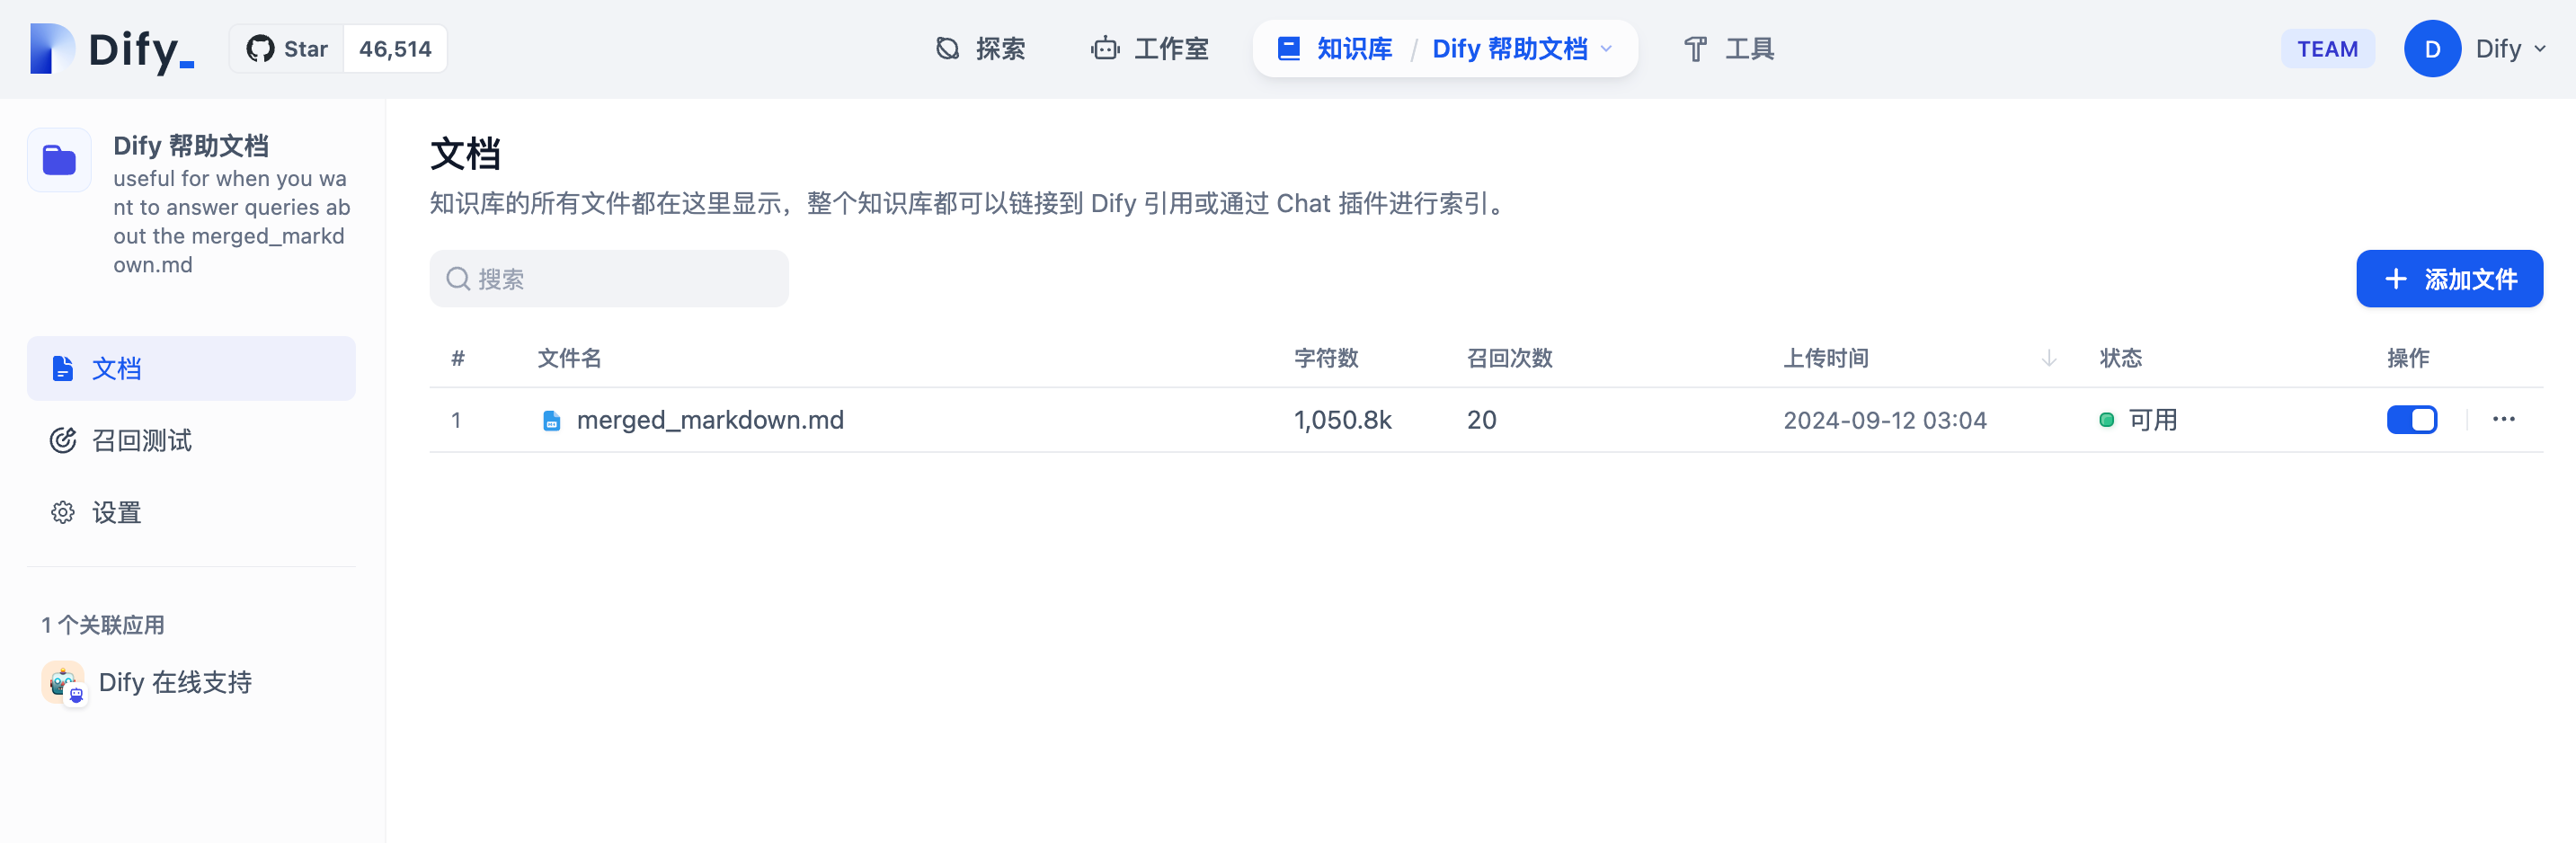 Dify_
Star 46,514
探索 工作室 知识库 / Dify 帮助文档 工具
TEAM D Dify
Dify 帮助文档
useful for when you wa
nt to answer queries ab
out the merged_markd
own.md
文档
召回测试
设置
1 个关联应用
Dify 在线支持
文档
知识库的所有文件都在这里显示，整个知识库都可以链接到 Dify 引用或通过 Chat 插件进行索引。
搜索
+ 添加文件
# 文件名 字符数 召回次数 上传时间 ↓ 状态 操作
1 merged_markdown.md 1,050.8k 20 2024-09-12 03:04 可用 ...